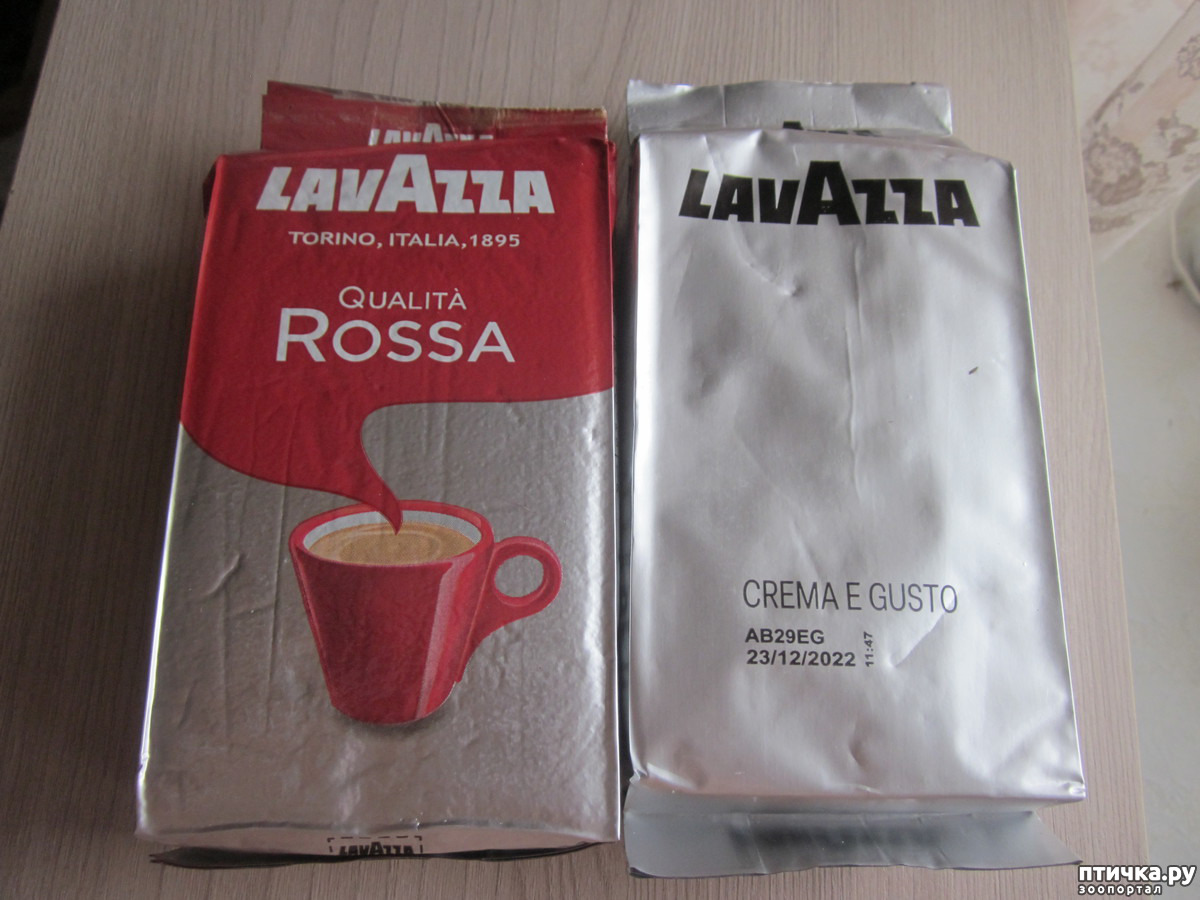 LAVAZZA
LAVAZZA
TORINO, ITALIA, 1895
QUALITÀ
ROSSA
LAVAZZA
LAVAZZA
CREMA E GUSTO
AB29EG
23/12/2022 11:47
птичка.ру
зоопортал